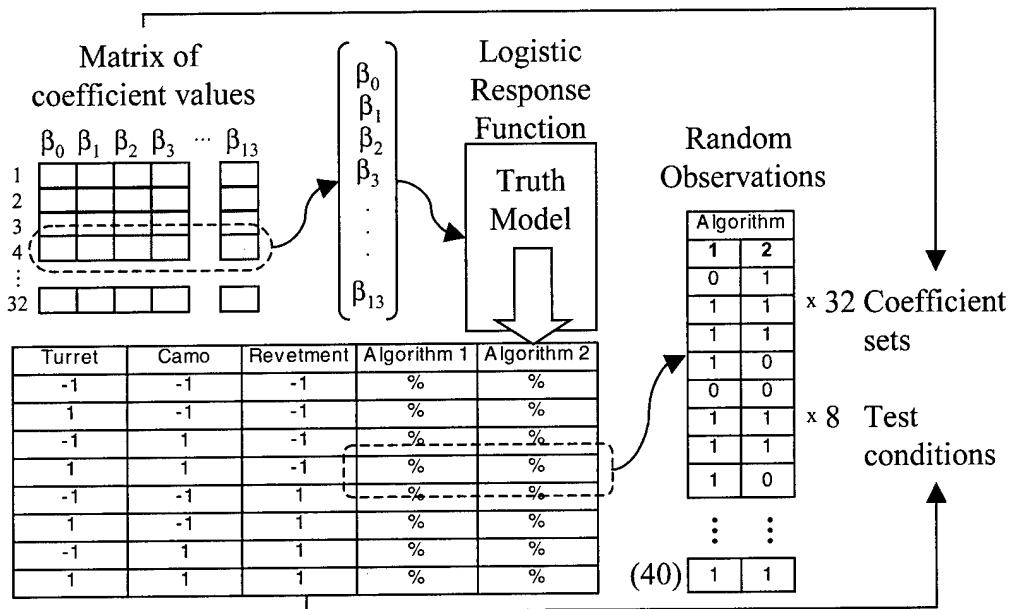 Matrix of
coefficient values
β0 β1 β2 β3 ... β13
1
2
3
4
⋮
32
β0
β1
β2
β3
.
.
.
β13
Logistic
Response
Function
Truth
Model
Random
Observations
Algorithm
1 2
0 1
1 1
1 1
1 0
0 0
1 1
1 1
1 0
⋮ ⋮
(40) 1 1
x 32 Coefficient
sets
x 8 Test
conditions
Turret Camo Revetment Algorithm 1 Algorithm 2
-1 -1 -1 % %
1 -1 -1 % %
-1 1 -1 % %
1 1 -1 % %
-1 -1 1 % %
1 -1 1 % %
-1 1 1 % %
1 1 1 % %